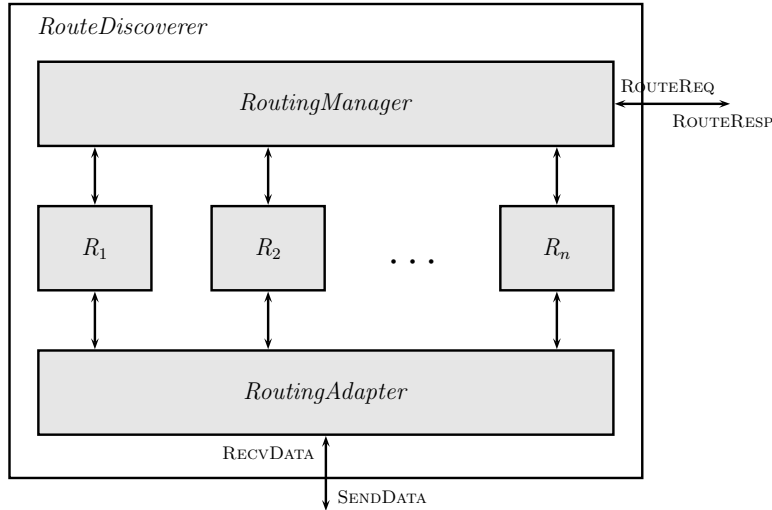 RouteDiscoverer
RoutingManager
ROUTEREQ
ROUTERESP
R₁
R₂
. . .
Rₙ
RoutingAdapter
RECVDATA
SENDDATA